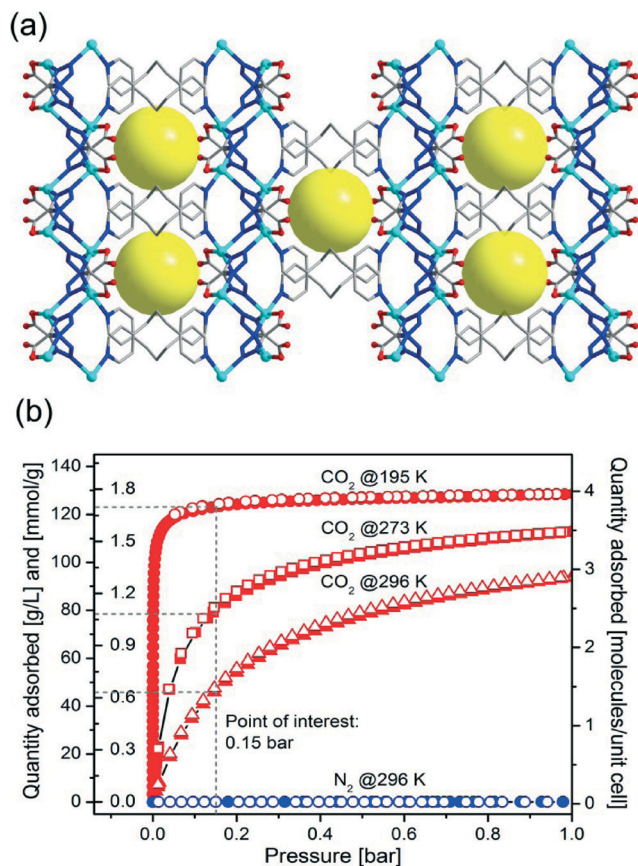 (a)
(b)
Quantity adsorbed [g/L] and [mmol/g]
140
120
100
80
60
40
20
0
1.8
1.5
1.2
0.9
0.6
0.3
0.0
CO₂ @195 K
CO₂ @273 K
CO₂ @296 K
Point of interest:
0.15 bar
N₂ @296 K
4
3
2
1
0
Quantity adsorbed
[molecules/unit cell]
0.0 0.2 0.4 0.6 0.8 1.0
Pressure [bar]